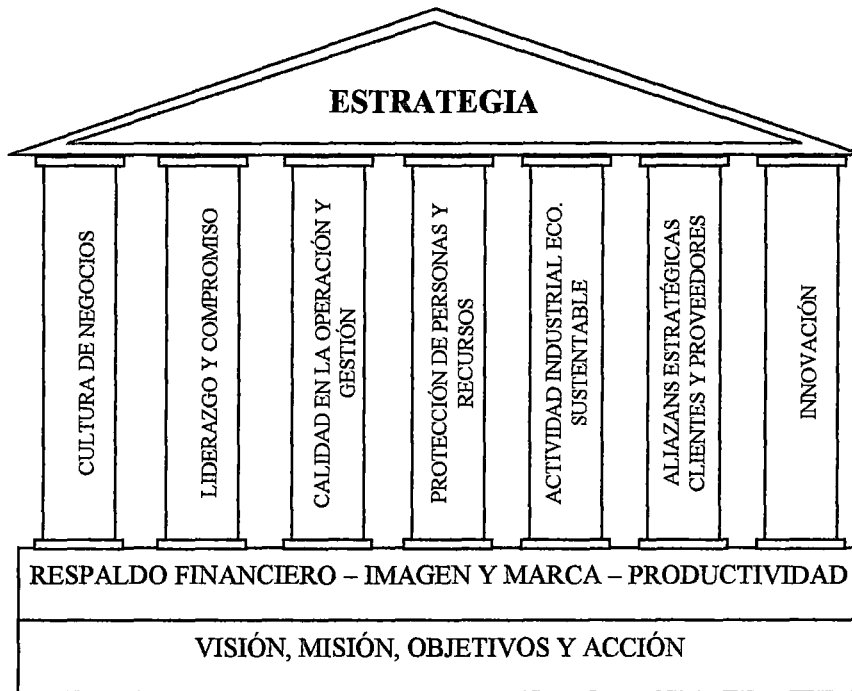 ESTRATEGIA
CULTURA DE NEGOCIOS
LIDERAZGO Y COMPROMISO
CALIDAD EN LA OPERACIÓN Y
GESTIÓN
PROTECCIÓN DE PERSONAS Y
RECURSOS
ACTIVIDAD INDUSTRIAL ECO.
SUSTENTABLE
ALIAZANS ESTRATÉGICAS
CLIENTES Y PROVEEDORES
INNOVACIÓN
RESPALDO FINANCIERO – IMAGEN Y MARCA – PRODUCTIVIDAD
VISIÓN, MISIÓN, OBJETIVOS Y ACCIÓN